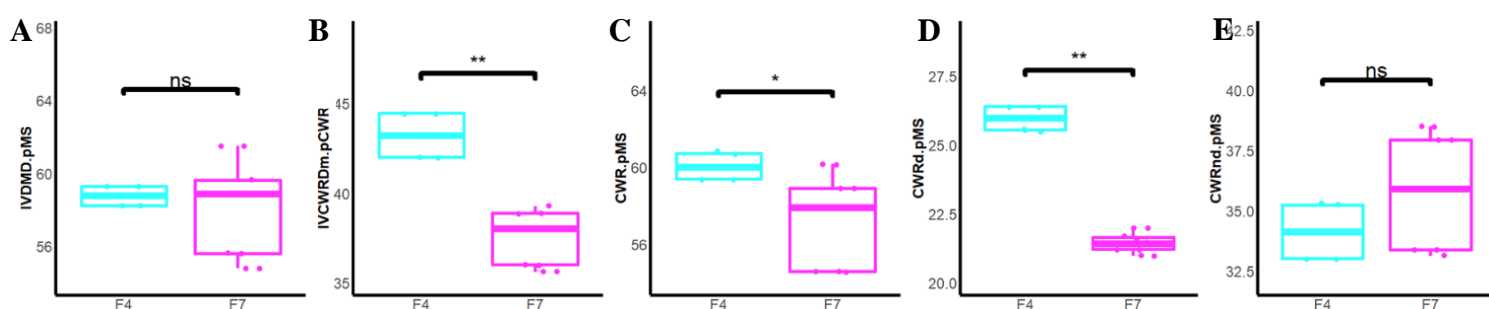 A
IVDMD.pMS
68
64
60
56
ns
F4
F7
B
IVCWRDm.pCWR
45
40
35
**
F4
F7
C
CWR.pMS
64
60
56
*
F4
F7
D
CWRd.pMS
27.5
25.0
22.5
20.0
**
F4
F7
E
CWRnd.pMS
42.5
40.0
37.5
35.0
32.5
ns
F4
F7